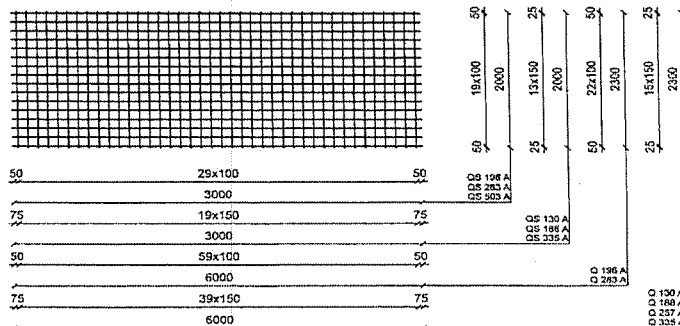 50
19x100
50
2000
25
13x150
25
2000
50
22x100
50
2300
25
15x150
25
2300
50 29x100 50
3000
QS 196 A
QS 283 A
QS 503 A
75 19x150 75
3000
QS 130 A
QS 188 A
QS 335 A
50 59x100 50
6000
Q 196 A
Q 283 A
75 39x150 75
6000
Q 130 A
Q 188 A
Q 257 A
Q 335 A